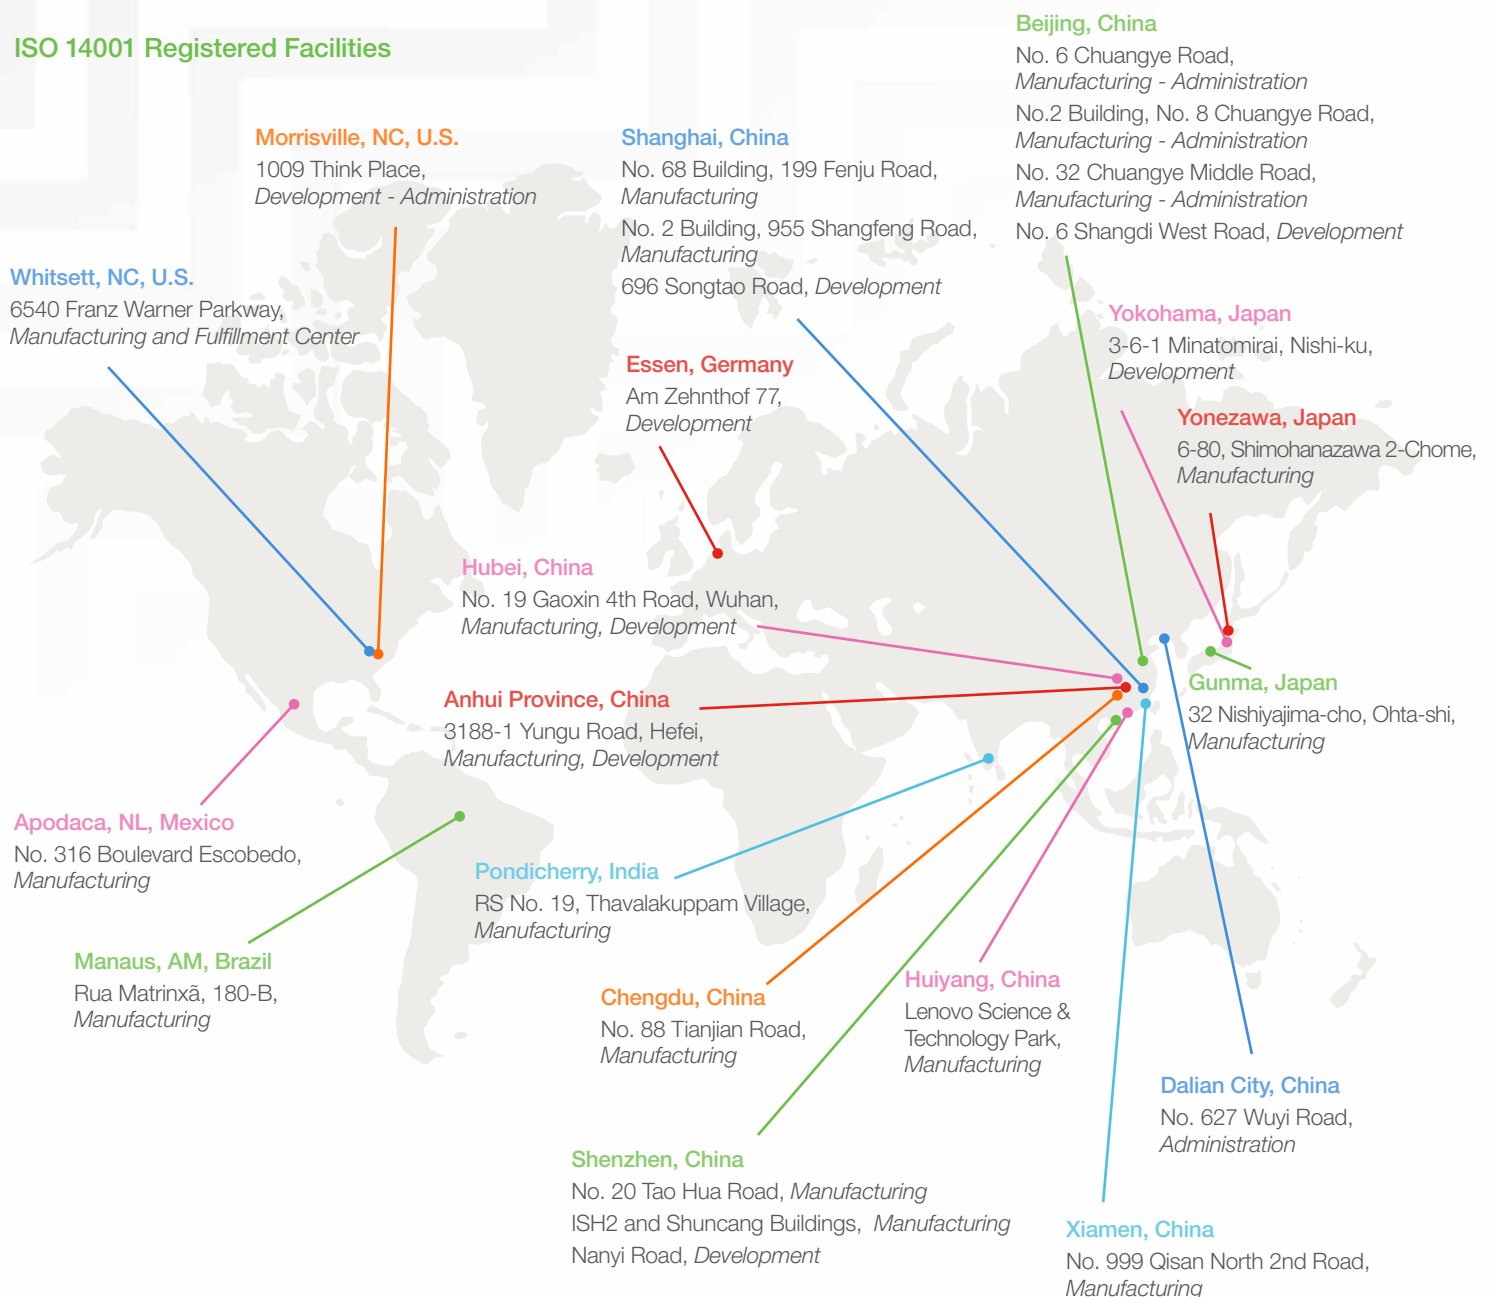 ISO 14001 Registered Facilities
Beijing, China
No. 6 Chuangye Road,
Manufacturing - Administration
No.2 Building, No. 8 Chuangye Road,
Manufacturing - Administration
No. 32 Chuangye Middle Road,
Manufacturing - Administration
No. 6 Shangdi West Road, Development
Morrisville, NC, U.S.
1009 Think Place,
Development - Administration
Shanghai, China
No. 68 Building, 199 Fenju Road,
Manufacturing
No. 2 Building, 955 Shangfeng Road,
Manufacturing
696 Songtao Road, Development
Whitsett, NC, U.S.
6540 Franz Warner Parkway,
Manufacturing and Fulfillment Center
Yokohama, Japan
3-6-1 Minatomirai, Nishi-ku,
Development
Essen, Germany
Am Zehnthof 77,
Development
Yonezawa, Japan
6-80, Shimohanazawa 2-Chome,
Manufacturing
Hubei, China
No. 19 Gaoxin 4th Road, Wuhan,
Manufacturing, Development
Anhui Province, China
3188-1 Yungu Road, Hefei,
Manufacturing, Development
Gunma, Japan
32 Nishiyajima-cho, Ohta-shi,
Manufacturing
Apodaca, NL, Mexico
No. 316 Boulevard Escobedo,
Manufacturing
Pondicherry, India
RS No. 19, Thavalakuppam Village,
Manufacturing
Manaus, AM, Brazil
Rua Matrinxã, 180-B,
Manufacturing
Chengdu, China
No. 88 Tianjian Road,
Manufacturing
Huiyang, China
Lenovo Science &
Technology Park,
Manufacturing
Dalian City, China
No. 627 Wuyi Road,
Administration
Shenzhen, China
No. 20 Tao Hua Road, Manufacturing
ISH2 and Shuncang Buildings, Manufacturing
Nanyi Road, Development
Xiamen, China
No. 999 Qisan North 2nd Road,
Manufacturing